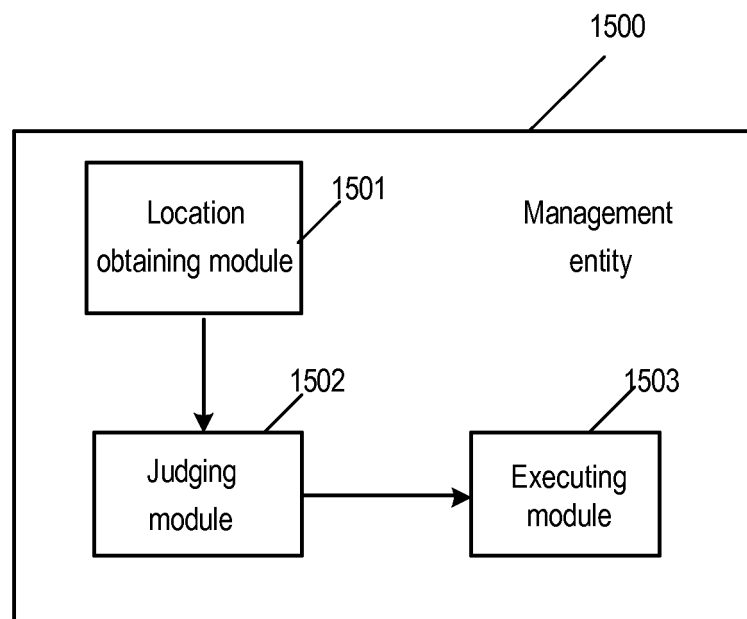 1500
Location
obtaining module
1501
Management
entity
1502
Judging
module
1503
Executing
module